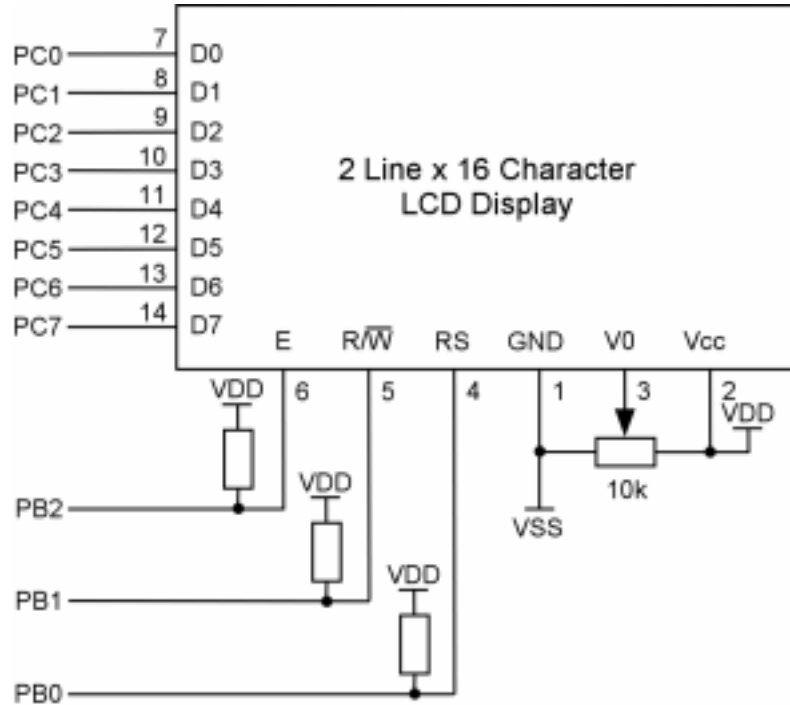 PC0 7 D0
PC1 8 D1
PC2 9 D2
PC3 10 D3
PC4 11 D4
PC5 12 D5
PC6 13 D6
PC7 14 D7
2 Line x 16 Character
LCD Display
E R/W̅ RS GND V0 Vcc
6 5 4 1 3 2
VDD VDD
10k
PB2
VDD
VSS
PB1
VDD
PB0